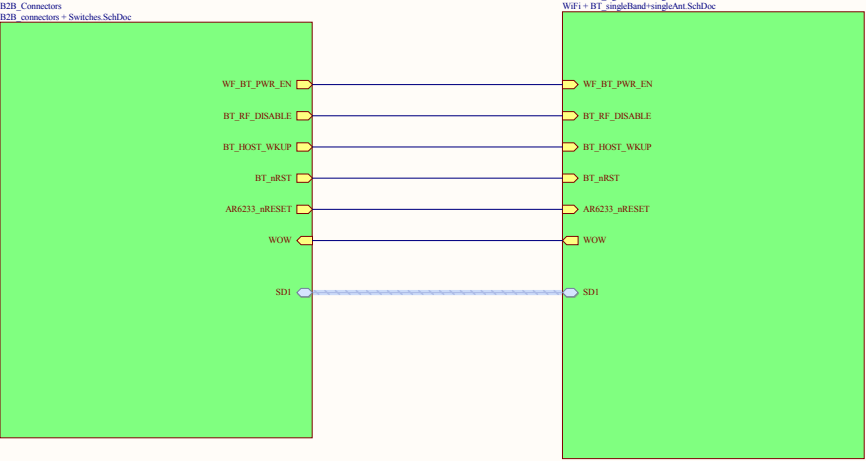 B2B_Connectors
B2B_connectors + Switches.SchDoc
WiFi + BT_singleBand+singleAnt.SchDoc
WF_BT_PWR_EN
WF_BT_PWR_EN
BT_RF_DISABLE
BT_RF_DISABLE
BT_HOST_WKUP
BT_HOST_WKUP
BT_nRST
BT_nRST
AR6233_nRESET
AR6233_nRESET
WOW
WOW
SD1
SD1